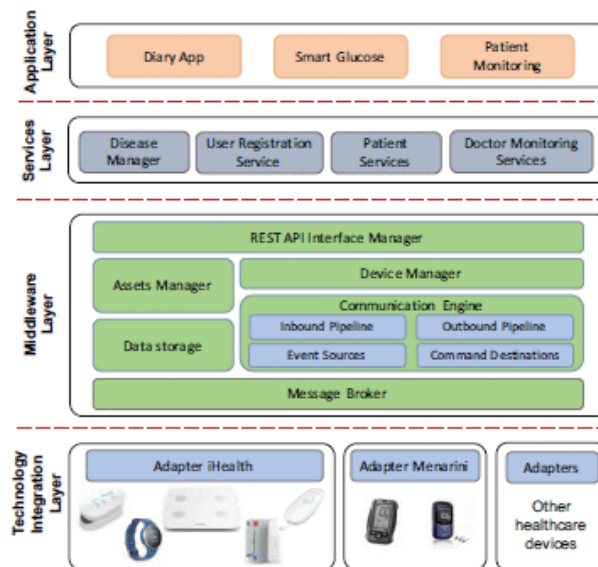 Application
Layer
Diary App
Smart Glucose
Patient
Monitoring
Services
Layer
Disease
Manager
User Registration
Service
Patient
Services
Doctor Monitoring
Services
Middleware
Layer
REST API Interface Manager
Assets Manager
Device Manager
Communication Engine
Inbound Pipeline
Outbound Pipeline
Data storage
Event Sources
Command Destinations
Message Broker
Technology
Integration
Layer
Adapter iHealth
Adapter Menarini
Adapters
Other
healthcare
devices